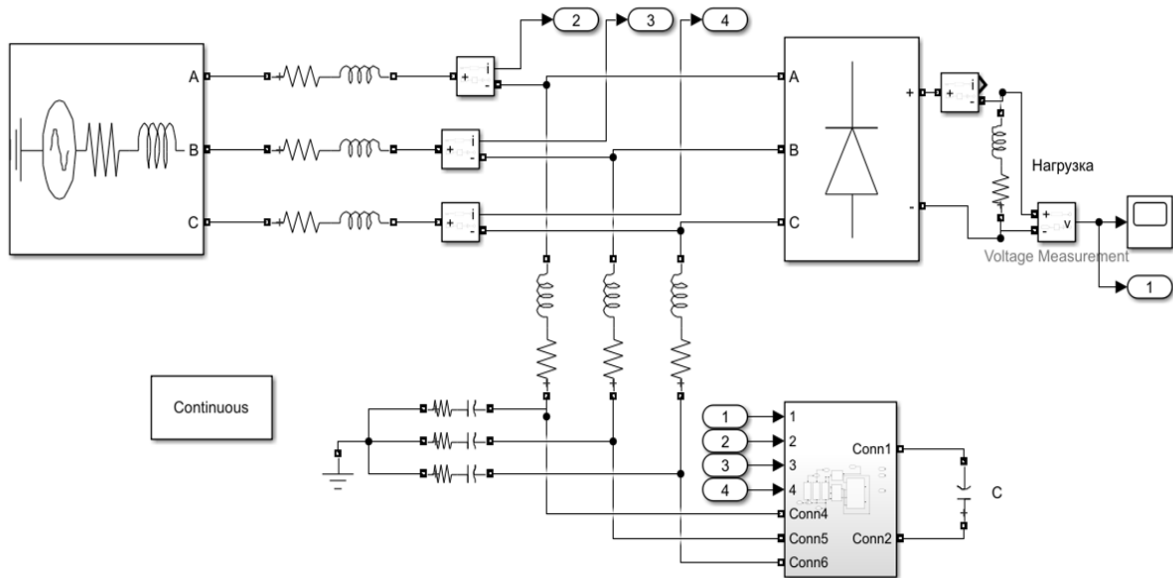 2
3
4
A
B
C
i
+
-
i
+
-
i
+
-
A
B
C
+
-
i
+
-
Нагрузка
+
-
v
Voltage Measurement
1
Continuous
1
2
3
4
1
2
3
4
Conn4
Conn5
Conn6
Conn1
Conn2
C